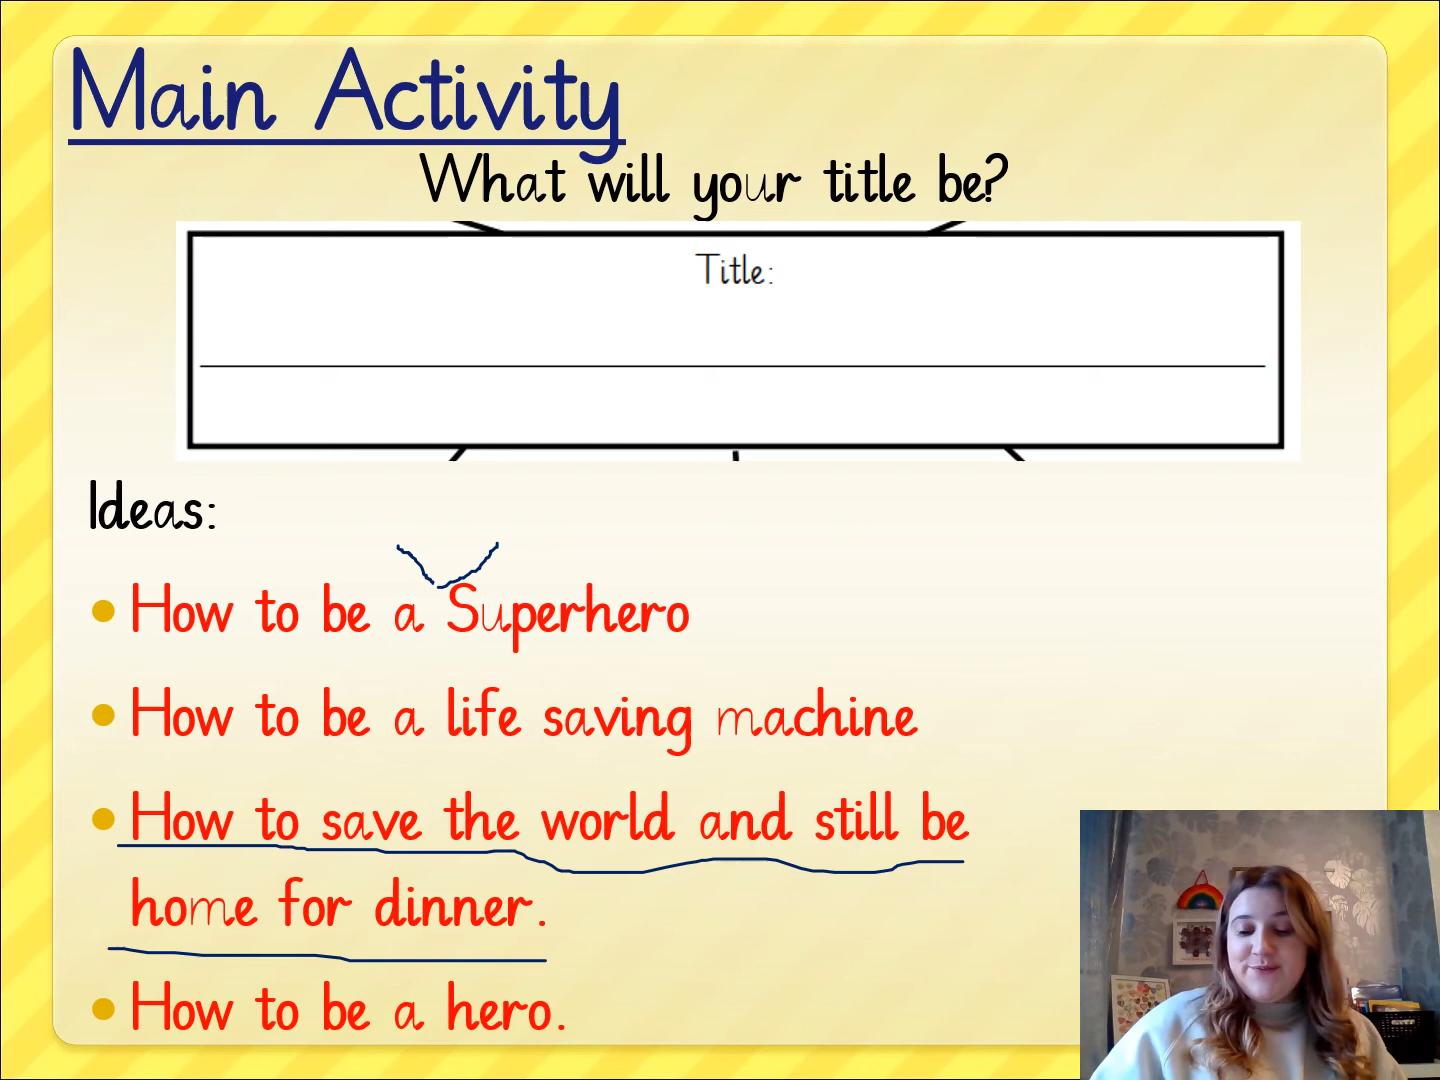 Main Activity
What will your title be?
Title:
Ideas:
How to be a Superhero
How to be a life saving machine
How to save the world and still be
home for dinner.
How to be a hero.